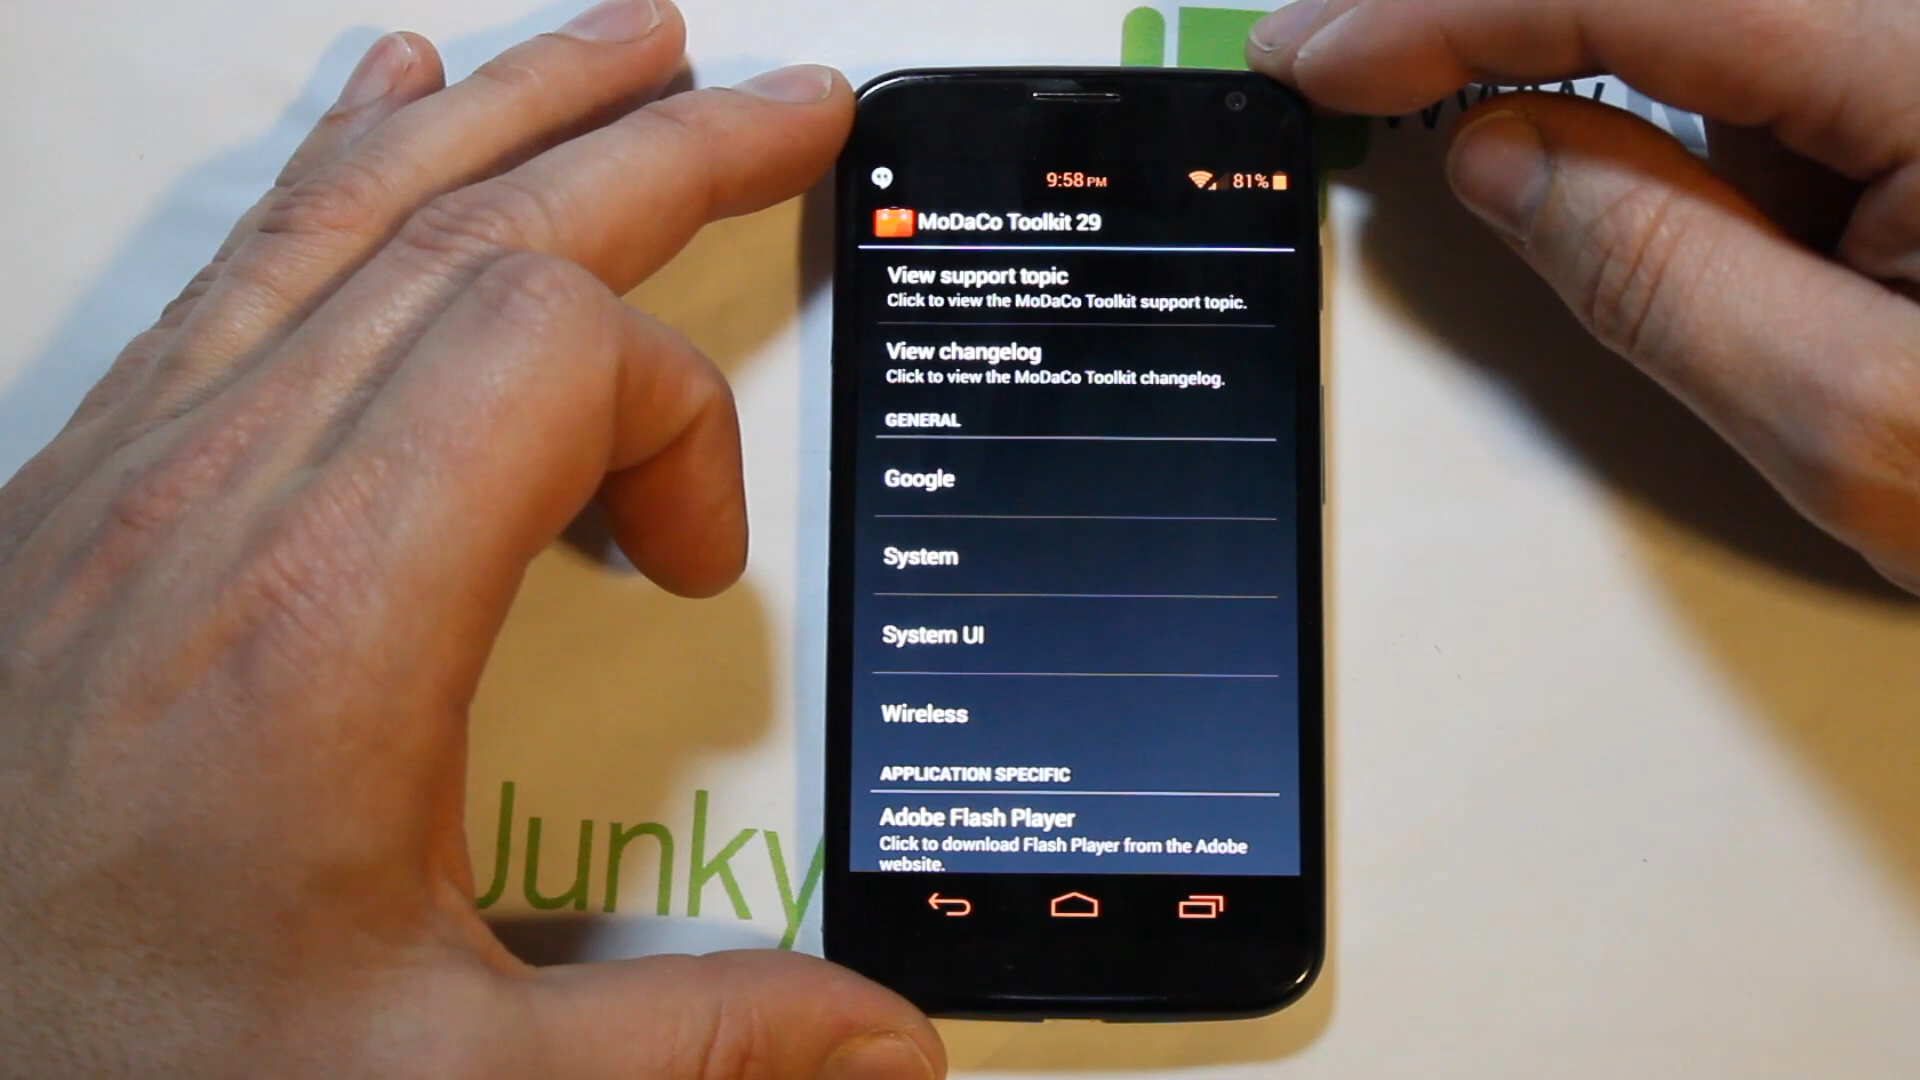 9:58 PM
81%
MoDaCo Toolkit 29
View support topic
Click to view the MoDaCo Toolkit support topic.
View changelog
Click to view the MoDaCo Toolkit changelog.
GENERAL
Google
System
System UI
Wireless
APPLICATION SPECIFIC
Adobe Flash Player
Click to download Flash Player from the Adobe
website.
Junky